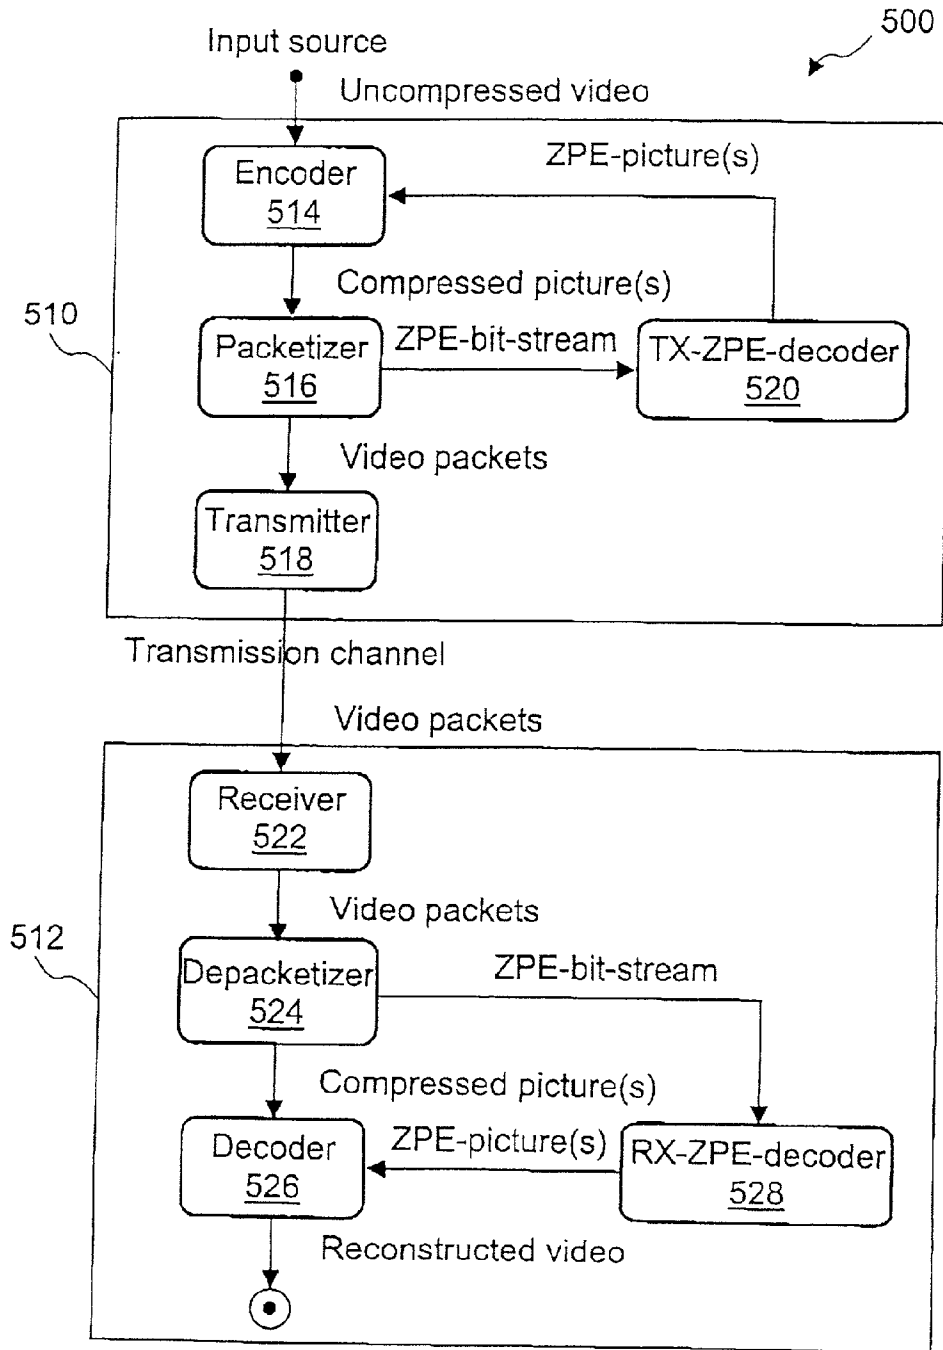 500
Input source
Uncompressed video
ZPE-picture(s)
Encoder
514
Compressed picture(s)
510
Packetizer
516
ZPE-bit-stream
TX-ZPE-decoder
520
Video packets
Transmitter
518
Transmission channel
Video packets
Receiver
522
Video packets
512
Depacketizer
524
ZPE-bit-stream
Compressed picture(s)
Decoder
526
ZPE-picture(s)
RX-ZPE-decoder
528
Reconstructed video